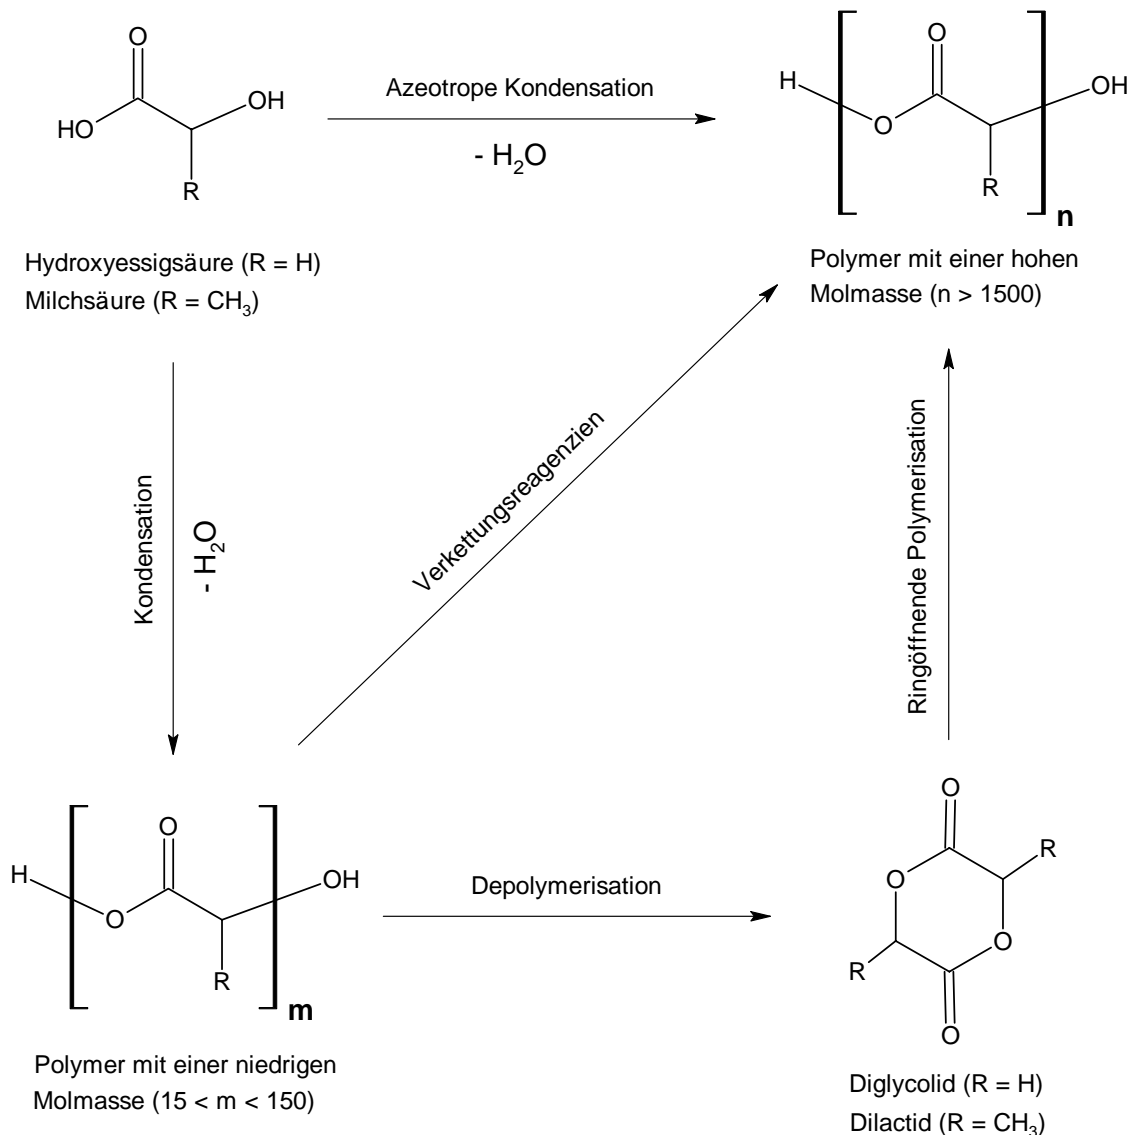 O
HO
OH
R
Hydroxyessigsäure (R = H)
Milchsäure (R = CH₃)
Azeotrope Kondensation
- H₂O
H
O
O
R
OH
n
Polymer mit einer hohen
Molmasse (n > 1500)
Kondensation
- H₂O
Verkettungsreagenzien
Ringöffnende Polymerisation
H
O
O
R
OH
m
Polymer mit einer niedrigen
Molmasse (15 < m < 150)
Depolymerisation
O
R
O
O
R
O
Diglycolid (R = H)
Dilactid (R = CH₃)